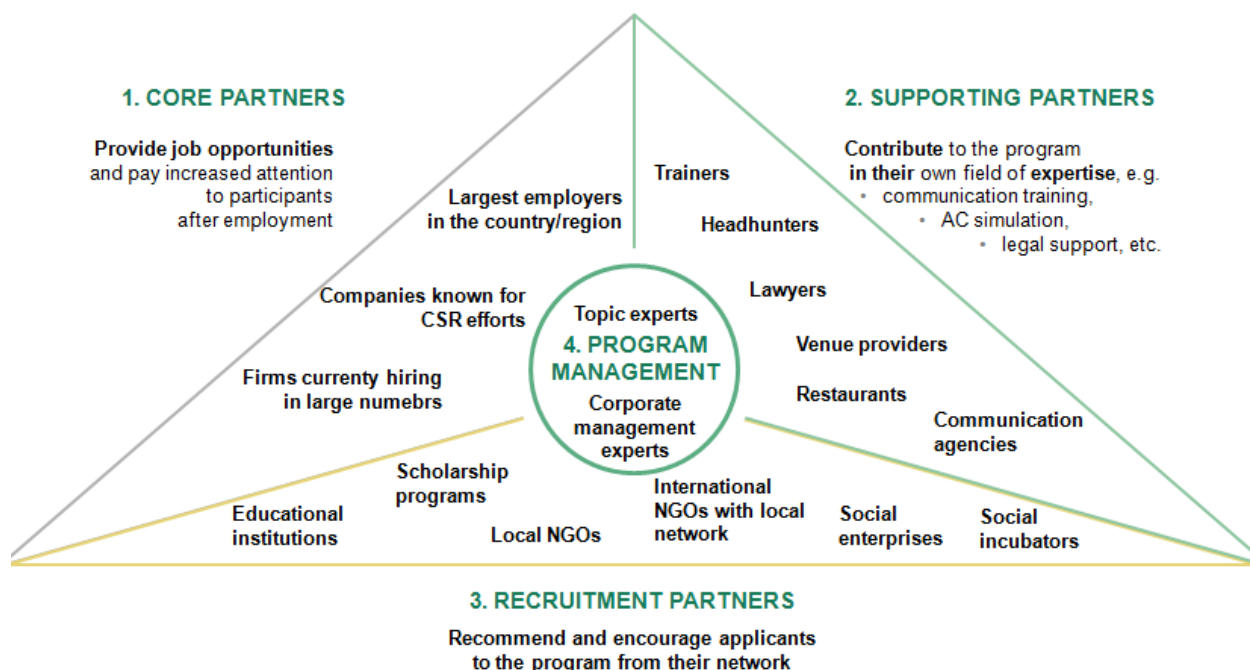 1. CORE PARTNERS
Provide job opportunities
and pay increased attention
to participants
after employment
2. SUPPORTING PARTNERS
Contribute to the program
in their own field of expertise, e.g.
• communication training,
• AC simulation,
• legal support, etc.
Largest employers
in the country/region
Companies known for
CSR efforts
Firms currenty hiring
in large numebrs
Trainers
Headhunters
Lawyers
Venue providers
Restaurants
Communication
agencies
Topic experts
4. PROGRAM
MANAGEMENT
Corporate
management
experts
Scholarship
programs
Educational
institutions
Local NGOs
International
NGOs with local
network
Social
enterprises
Social
incubators
3. RECRUITMENT PARTNERS
Recommend and encourage applicants
to the program from their network